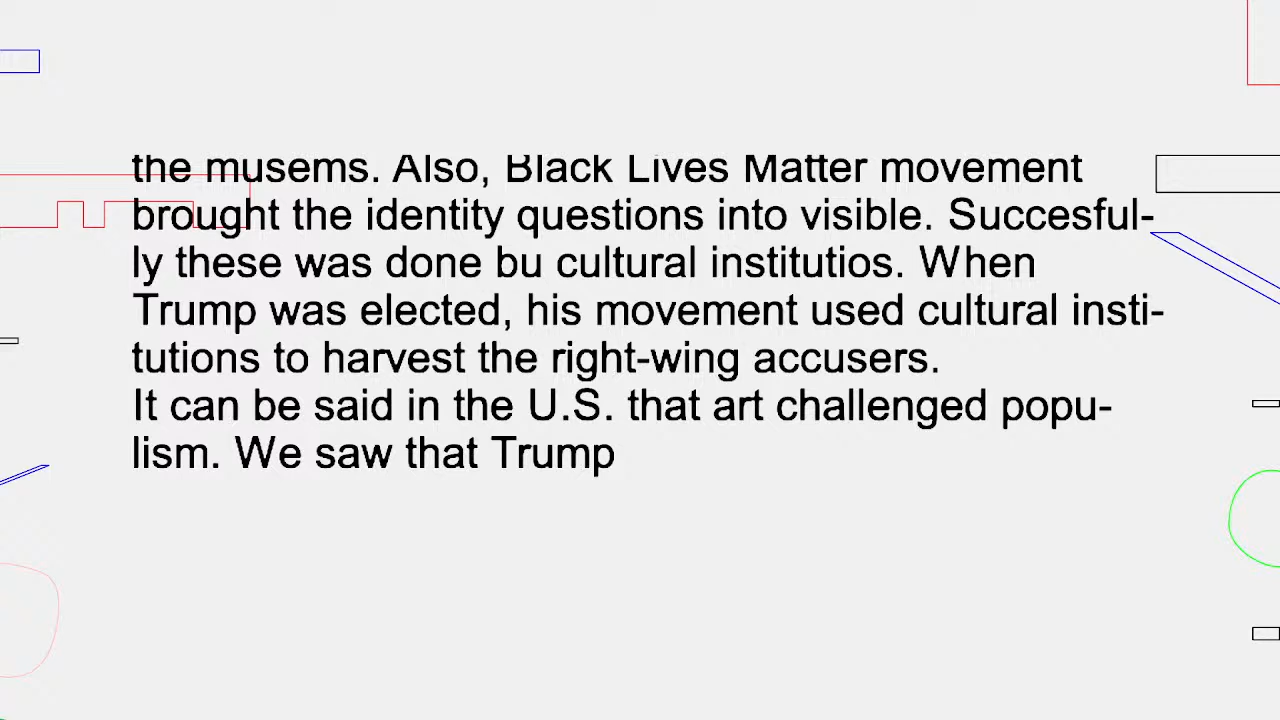 the musems. Also, Black Lives Matter movement
brought the identity questions into visible. Succesful-
ly these was done bu cultural institutios. When
Trump was elected, his movement used cultural insti-
tutions to harvest the right-wing accusers.
It can be said in the U.S. that art challenged popu-
lism. We saw that Trump